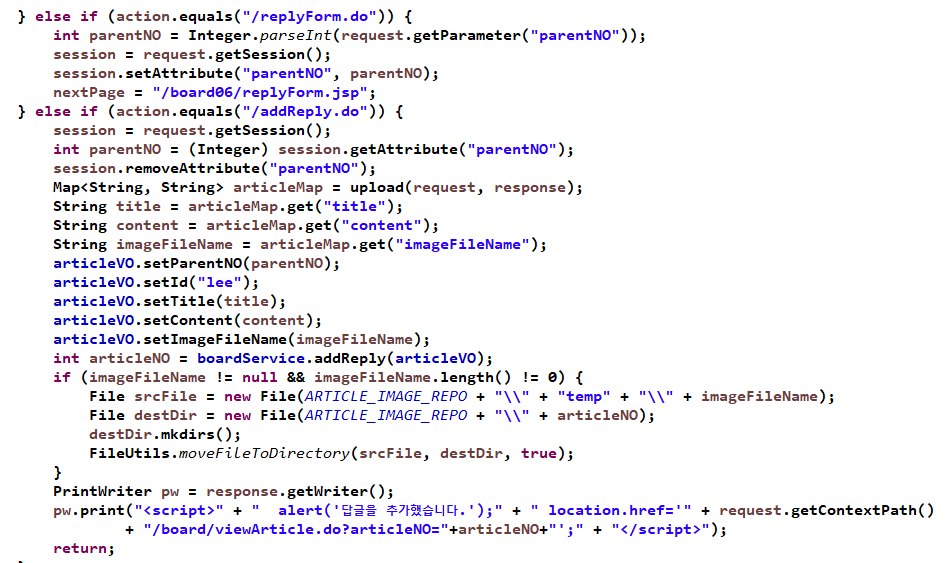 } else if (action.equals("/replyForm.do")) {
int parentNO = Integer.parseInt(request.getParameter("parentNO"));
session = request.getSession();
session.setAttribute("parentNO", parentNO);
nextPage = "/board06/replyForm.jsp";
} else if (action.equals("/addReply.do")) {
session = request.getSession();
int parentNO = (Integer) session.getAttribute("parentNO");
session.removeAttribute("parentNO");
Map<String, String> articleMap = upload(request, response);
String title = articleMap.get("title");
String content = articleMap.get("content");
String imageFileName = articleMap.get("imageFileName");
articleVO.setParentNO(parentNO);
articleVO.setId("lee");
articleVO.setTitle(title);
articleVO.setContent(content);
articleVO.setImageFileName(imageFileName);
int articleNO = boardService.addReply(articleVO);
if (imageFileName != null && imageFileName.length() != 0) {
File srcFile = new File(ARTICLE_IMAGE_REPO + "\\" + "temp" + "\\" + imageFileName);
File destDir = new File(ARTICLE_IMAGE_REPO + "\\" + articleNO);
destDir.mkdirs();
FileUtils.moveFileToDirectory(srcFile, destDir, true);
}
PrintWriter pw = response.getWriter();
pw.print("<script>" + "  alert('답글을 추가했습니다.');" + " location.href='" + request.getContextPath()
+ "/board/viewArticle.do?articleNO="+articleNO+"';" + "</script>");
return;